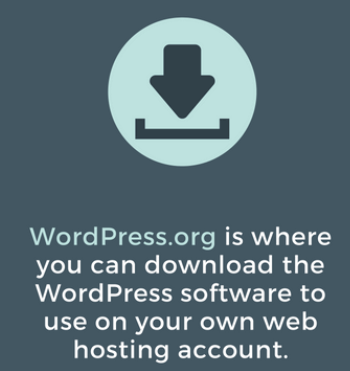 WordPress.org is where
you can download the
WordPress software to
use on your own web
hosting account.